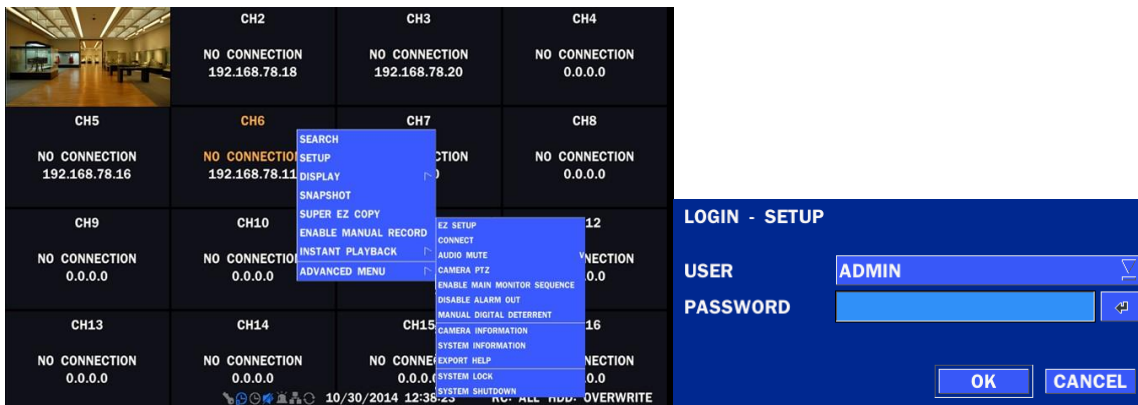 CH2
NO CONNECTION
192.168.78.18
CH3
NO CONNECTION
192.168.78.20
CH4
NO CONNECTION
0.0.0.0
CH5
NO CONNECTION
192.168.78.16
CH6
NO CONNECTIO
192.168.78.11
CH7
CTION
CH8
NO CONNECTION
0.0.0.0
SEARCH
SETUP
DISPLAY
SNAPSHOT
SUPER EZ COPY
ENABLE MANUAL RECORD
INSTANT PLAYBACK
ADVANCED MENU
EZ SETUP
CONNECT
AUDIO MUTE V
CAMERA PTZ
ENABLE MAIN MONITOR SEQUENCE
DISABLE ALARM OUT
MANUAL DIGITAL DETERRENT
CAMERA INFORMATION
SYSTEM INFORMATION
EXPORT HELP
SYSTEM LOCK
SYSTEM SHUTDOWN
CH9
NO CONNECTION
0.0.0.0
CH10
NO CONNECTIO
0.0.0.0
12
NECTION
.0.0
CH13
NO CONNECTION
0.0.0.0
CH14
NO CONNECTION
0.0.0.0
CH15
NO CONNE
0.0.0.
16
NECTION
.0.0
10/30/2014 12:38:23
RC: ALL HDD: OVERWRITE
LOGIN - SETUP
USER ADMIN
PASSWORD
OK CANCEL